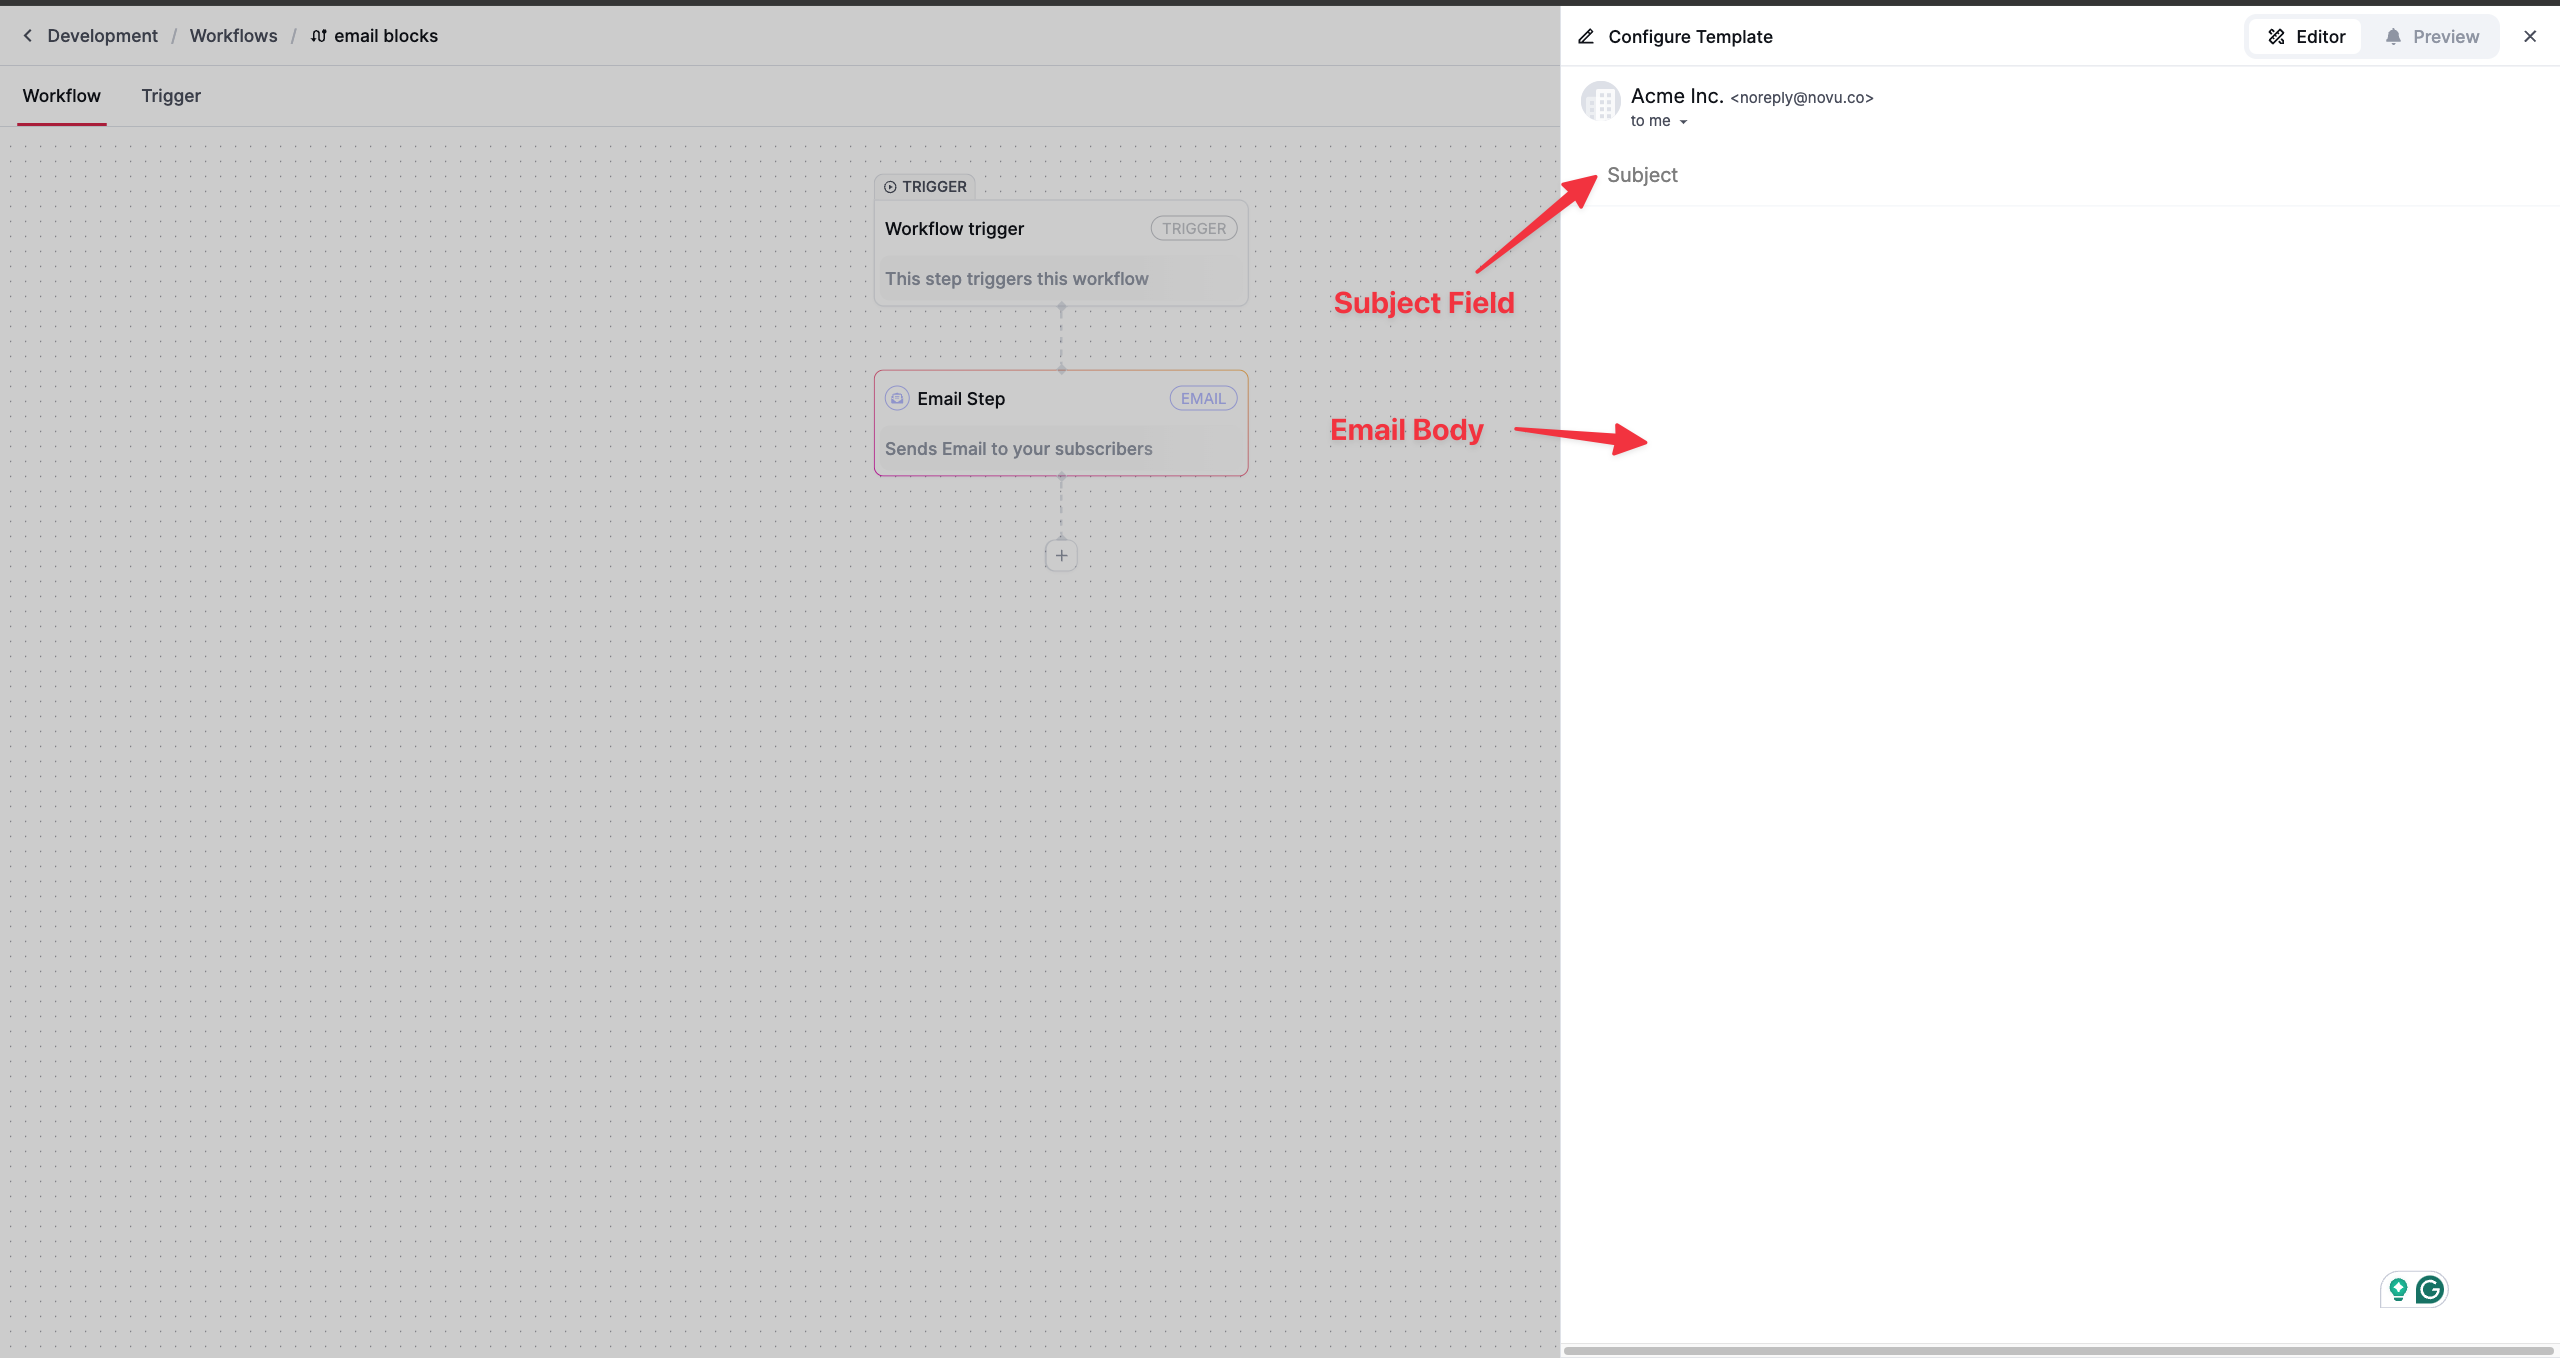 Development / Workflows / email blocks
Workflow Trigger
TRIGGER
Workflow trigger TRIGGER
This step triggers this workflow
Email Step EMAIL
Sends Email to your subscribers
Subject Field
Email Body
Configure Template Editor Preview
Acme Inc. <noreply@novu.co>
to me
Subject